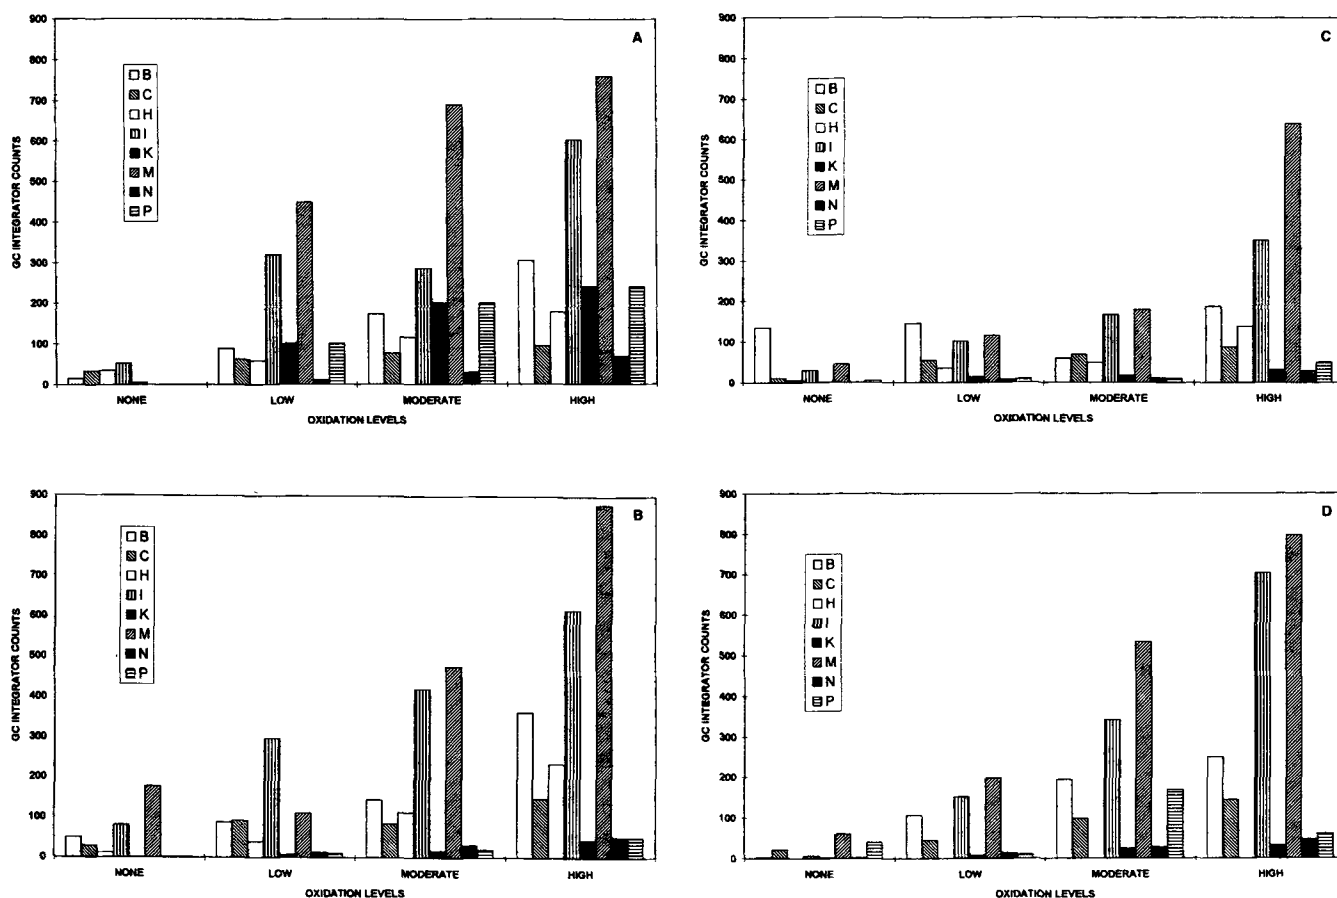 A
900
800
700
600
500
400
300
200
100
0
GC INTEGRATOR COUNTS
B
C
H
I
K
M
N
P
NONE
LOW
MODERATE
HIGH
OXIDATION LEVELS
C
900
800
700
600
500
400
300
200
100
0
GC INTEGRATOR COUNTS
B
C
H
I
K
M
N
P
NONE
LOW
MODERATE
HIGH
OXIDATION LEVELS
B
900
800
700
600
500
400
300
200
100
0
GC INTEGRATOR COUNTS
B
C
H
I
K
M
N
P
NONE
LOW
MODERATE
HIGH
OXIDATION LEVELS
D
900
800
700
600
500
400
300
200
100
0
GC INTEGRATOR COUNTS
B
C
H
I
K
M
N
P
NONE
LOW
MODERATE
HIGH
OXIDATION LEVELS